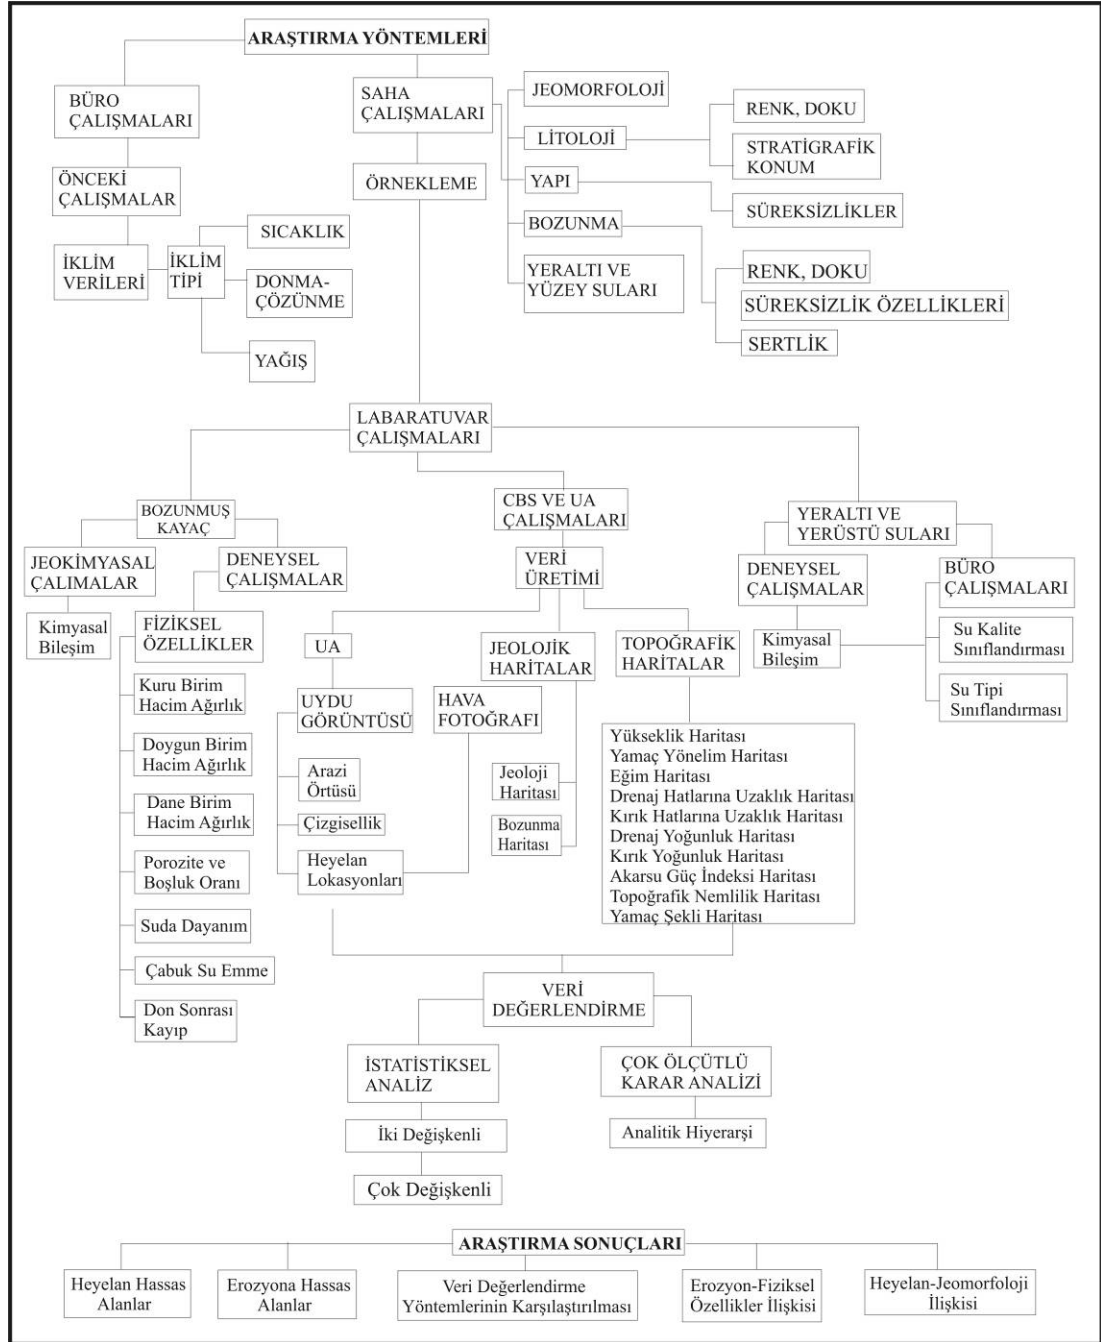 ARAŞTIRMA YÖNTEMLERİ
BÜRO
ÇALIŞMALARI
ÖNCEKİ
ÇALIŞMALAR
İKLİM
VERİLERİ
İKLİM
TİPİ
SICAKLIK
DONMA-
ÇÖZÜNME
YAĞIŞ
SAHA
ÇALIŞMALARI
ÖRNEKLEME
JEOMORFOLOJİ
LİTOLOJİ
YAPI
BOZUNMA
YERALTI VE
YÜZEY SULARI
RENK, DOKU
STRATİGRAFİK
KONUM
SÜREKSİZLİKLER
RENK, DOKU
SÜREKSİZLİK ÖZELLİKLERİ
SERTLİK
LABARATUVAR
ÇALIŞMALARI
BOZUNMUŞ
KAYAÇ
JEOKİMYASAL
ÇALIMALAR
Kimyasal
Bileşim
DENEYSEL
ÇALIŞMALAR
FİZİKSEL
ÖZELLİKLER
Kuru Birim
Hacim Ağırlık
Doygun Birim
Hacim Ağırlık
Dane Birim
Hacim Ağırlık
Porozite ve
Boşluk Oranı
Suda Dayanım
Çabuk Su Emme
Don Sonrası
Kayıp
CBS VE UA
ÇALIŞMALARI
VERİ
ÜRETİMİ
UA
UYDU
GÖRÜNTÜSÜ
Arazi
Örtüsü
Çizgisellik
Heyelan
Lokasyonları
HAVA
FOTOĞRAFI
JEOLOJİK
HARİTALAR
Jeoloji
Haritası
Bozunma
Haritası
TOPOĞRAFİK
HARİTALAR
Yükseklik Haritası
Yamaç Yönelim Haritası
Eğim Haritası
Drenaj Hatlarına Uzaklık Haritası
Kırık Hatlarına Uzaklık Haritası
Drenaj Yoğunluk Haritası
Kırık Yoğunluk Haritası
Akarsu Güç İndeksi Haritası
Topoğrafik Nemlilik Haritası
Yamaç Şekli Haritası
YERALTI VE
YERÜSTÜ SULARI
DENEYSEL
ÇALIŞMALAR
Kimyasal
Bileşim
BÜRO
ÇALIŞMALARI
Su Kalite
Sınıflandırması
Su Tipi
Sınıflandırması
VERİ
DEĞERLENDİRME
İSTATİSTİKSEL
ANALİZ
İki Değişkenli
Çok Değişkenli
ÇOK ÖLÇÜTLÜ
KARAR ANALİZİ
Analitik Hiyerarşi
ARAŞTIRMA SONUÇLARI
Heyelan Hassas
Alanlar
Erozyona Hassas
Alanlar
Veri Değerlendirme
Yöntemlerinin Karşılaştırılması
Erozyon-Fiziksel
Özellikler İlişkisi
Heyelan-Jeomorfoloji
İlişkisi